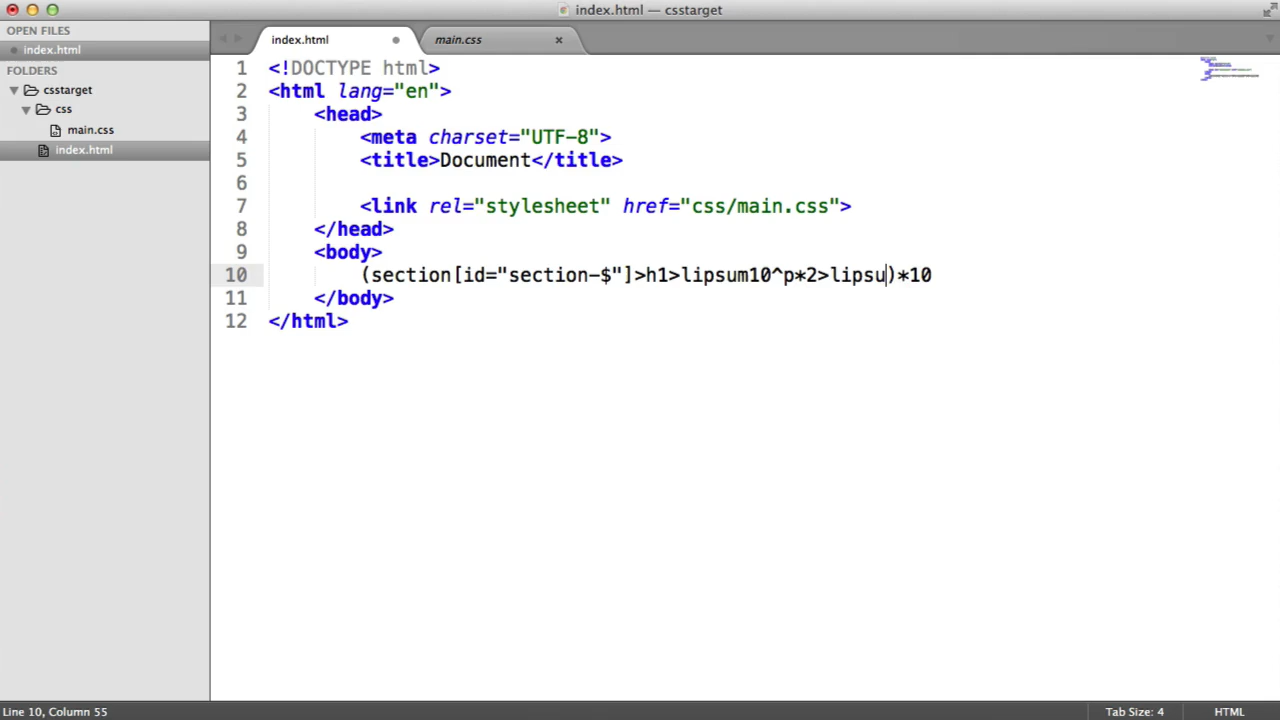 index.html — csstarget
OPEN FILES
index.html
FOLDERS
csstarget
css
main.css
index.html
index.html
main.css
1 <!DOCTYPE html>
2 <html lang="en">
3 <head>
4 <meta charset="UTF-8">
5 <title>Document</title>
6
7 <link rel="stylesheet" href="css/main.css">
8 </head>
9 <body>
10 (section[id="section-$"]>h1>lipsum10^p*2>lipsu)*10
11 </body>
12 </html>
Line 10, Column 55
Tab Size: 4
HTML